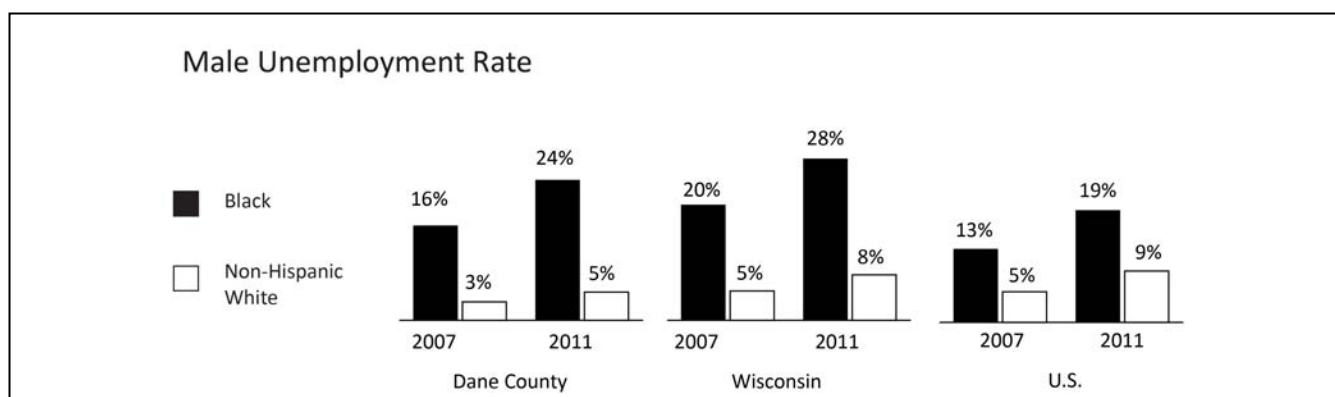 Male Unemployment Rate
Black
Non-Hispanic
White
16%
3%
24%
5%
2007
2011
Dane County
20%
5%
28%
8%
2007
2011
Wisconsin
13%
5%
19%
9%
2007
2011
U.S.